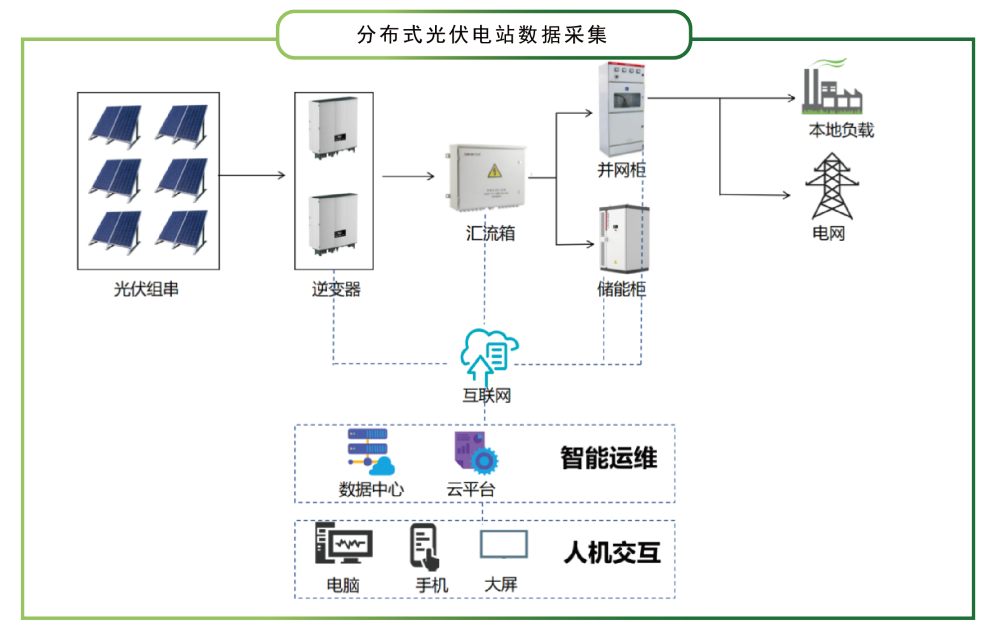 分布式光伏电站数据采集
本地负载
并网柜
电网
汇流箱
光伏组串
逆变器
储能柜
互联网
智能运维
数据中心
云平台
人机交互
电脑
手机
大屏